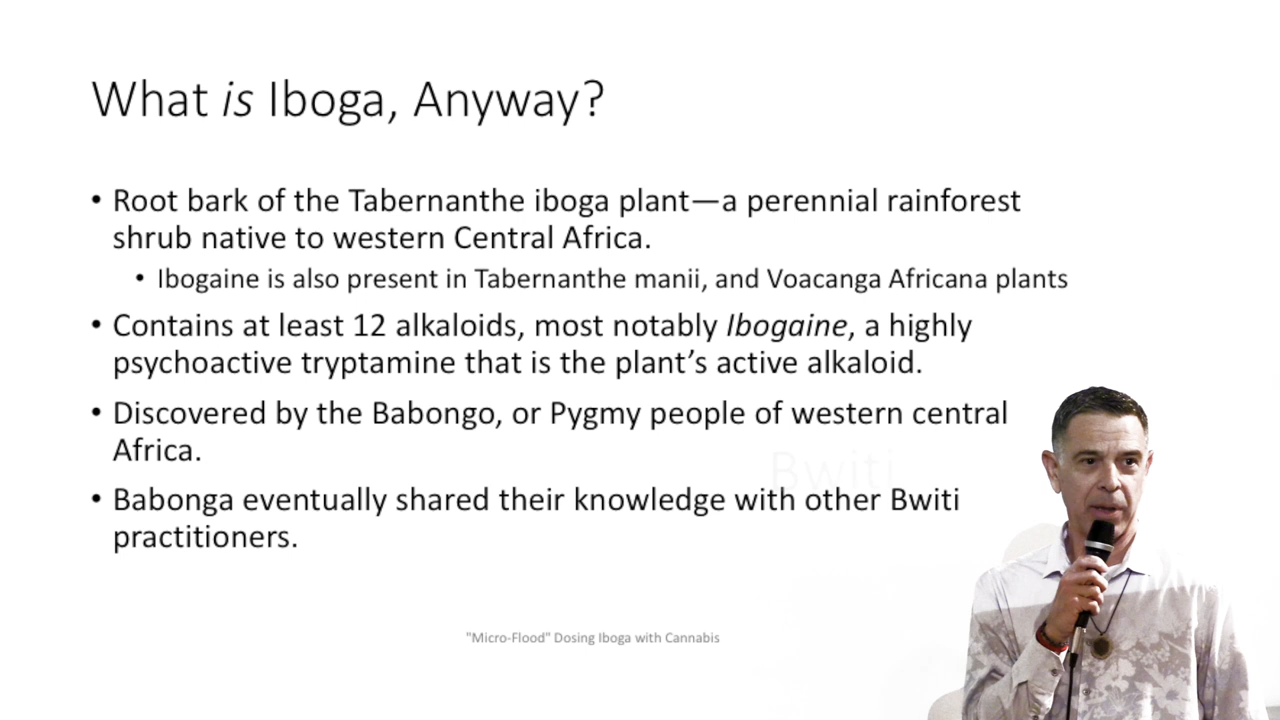 What is Iboga, Anyway?
• Root bark of the Tabernanthe iboga plant—a perennial rainforest
shrub native to western Central Africa.
• Ibogaine is also present in Tabernanthe manii, and Voacanga Africana plants
• Contains at least 12 alkaloids, most notably Ibogaine, a highly
psychoactive tryptamine that is the plant’s active alkaloid.
• Discovered by the Babongo, or Pygmy people of western central
Africa.
Bwiti
• Babonga eventually shared their knowledge with other Bwiti
practitioners.
"Micro-Flood" Dosing Iboga with Cannabis